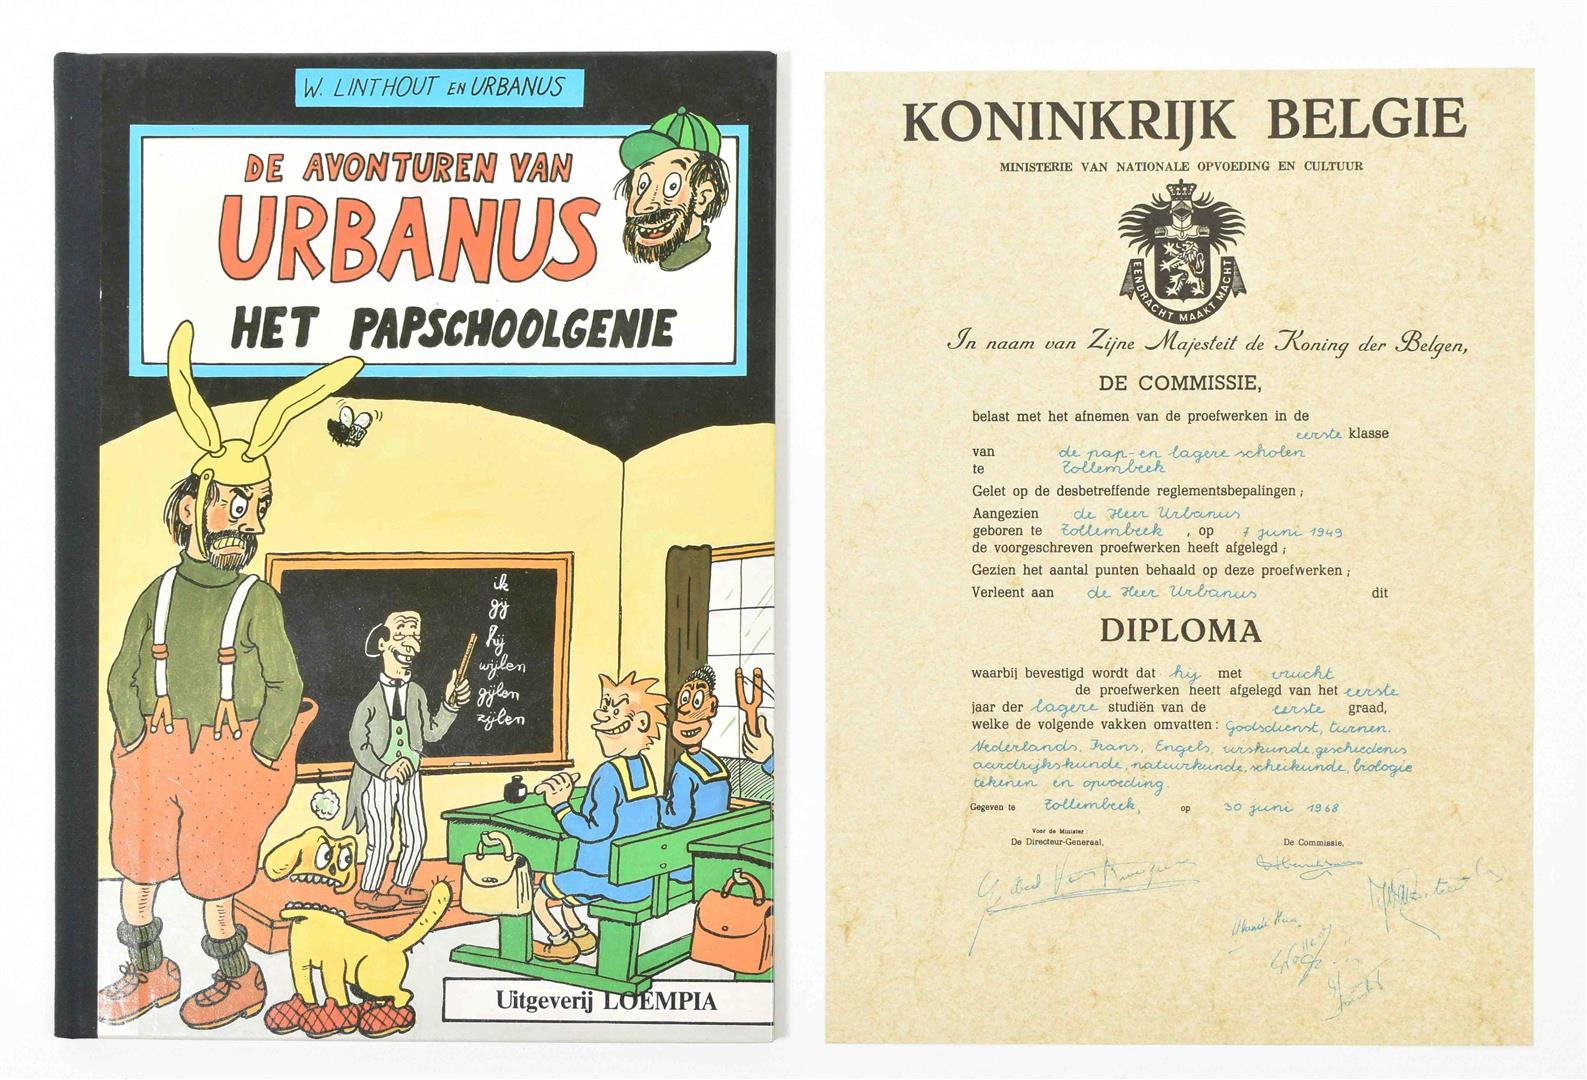 W. LINTHOUT EN URBANUS
DE AVONTUREN VAN
URBANUS
HET PAPSCHOOLGENIE
ik
gij
hij
wijlen
gijlen
zijlen
Uitgeverij LOEMPIA
KONINKRIJK BELGIE
MINISTERIE VAN NATIONALE OPVOEDING EN CULTUUR
EENDRACHT MAAKT MACHT
In naam van Zijne Majesteit de Koning der Belgen,
DE COMMISSIE,
belast met het afnemen van de proefwerken in de
eerste klasse
van de pap- en lagere scholen
te Tollembeek
Gelet op de desbetreffende reglementsbepalingen ;
Aangezien de Heer Urbanus
geboren te Tollembeek , op 7 juni 1949
de voorgeschreven proefwerken heeft afgelegd ;
Gezien het aantal punten behaald op deze proefwerken ;
Verleent aan de Heer Urbanus dit
DIPLOMA
waarbij bevestigd wordt dat hij met vrucht
de proefwerken heeft afgelegd van het eerste
jaar der lagere studiën van de eerste graad,
welke de volgende vakken omvatten : Godsdienst, turnen.
Nederlands, Frans, Engels, wiskunde, geschiedenis
aardrijkskunde, natuurkunde, scheikunde, biologie
tekenen en opvoeding.
Gegeven te Tollembeek, op 30 juni 1968
Voor de Minister :
De Directeur-Generaal, De Commissie,